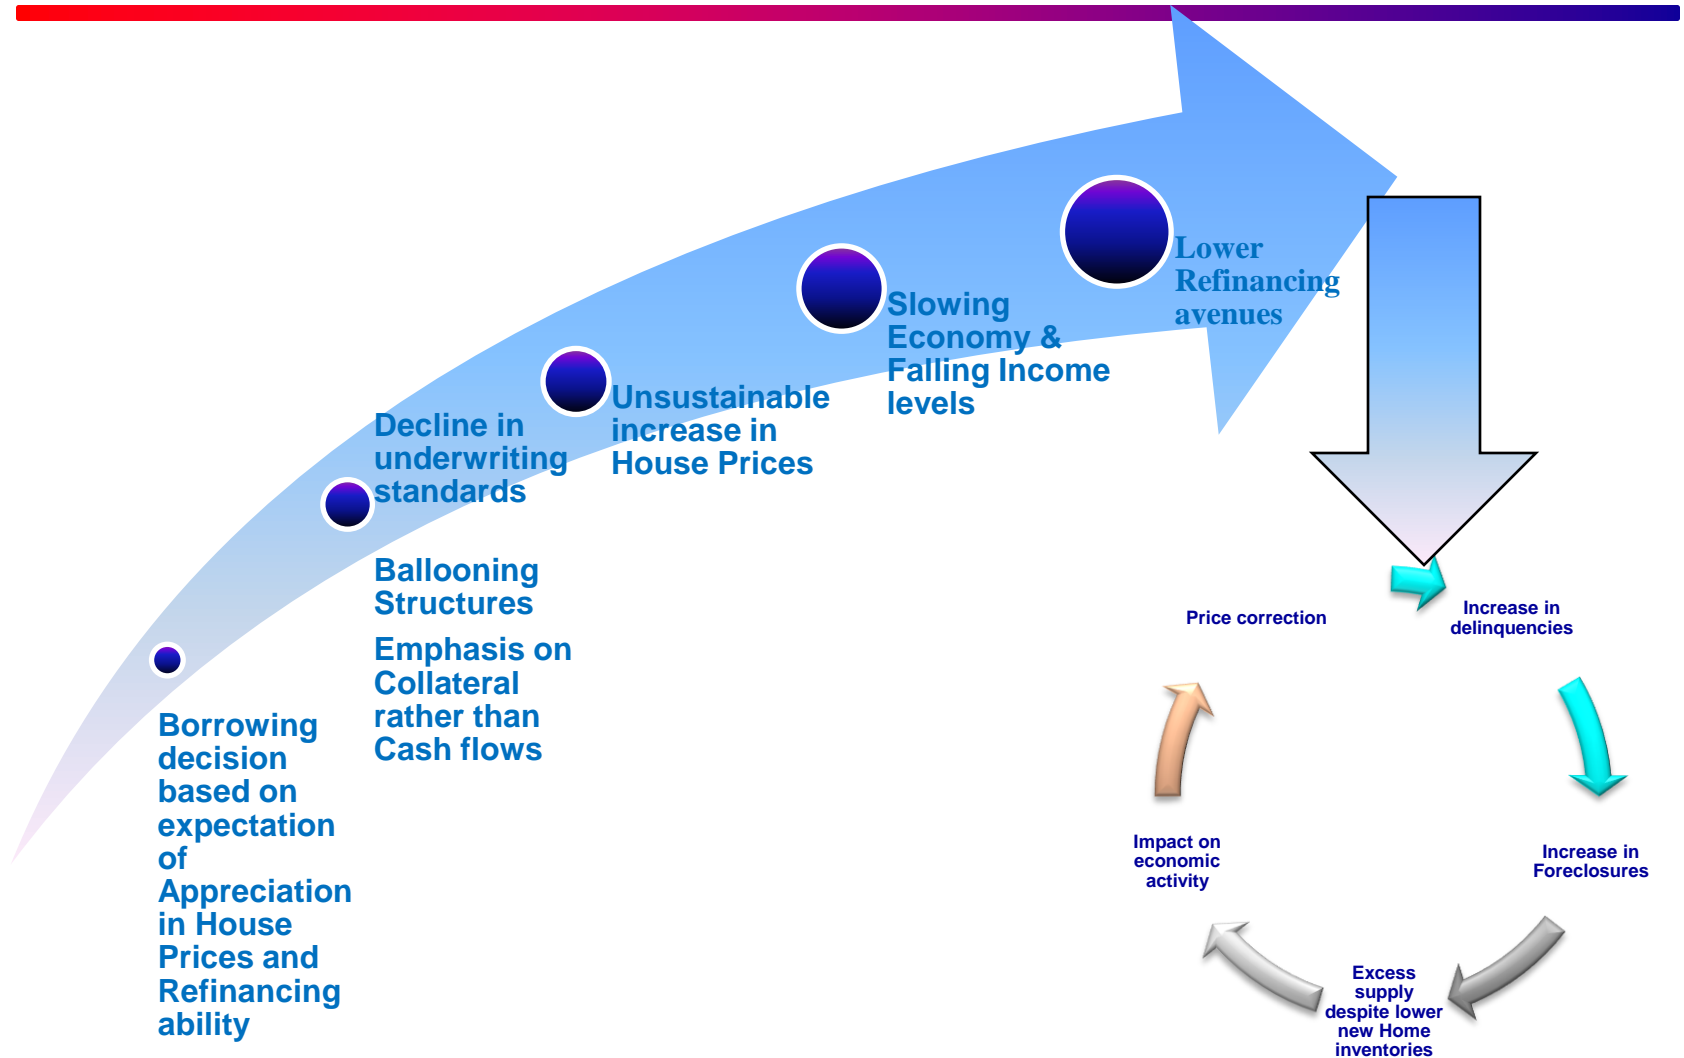 Borrowing
decision
based on
expectation
of
Appreciation
in House
Prices and
Refinancing
ability
Decline in
underwriting
standards
Ballooning
Structures
Emphasis on
Collateral
rather than
Cash flows
Unsustainable
increase in
House Prices
Slowing
Economy &
Falling Income
levels
Lower
Refinancing
avenues
Increase in
delinquencies
Increase in
Foreclosures
Excess
supply
despite lower
new Home
inventories
Impact on
economic
activity
Price correction